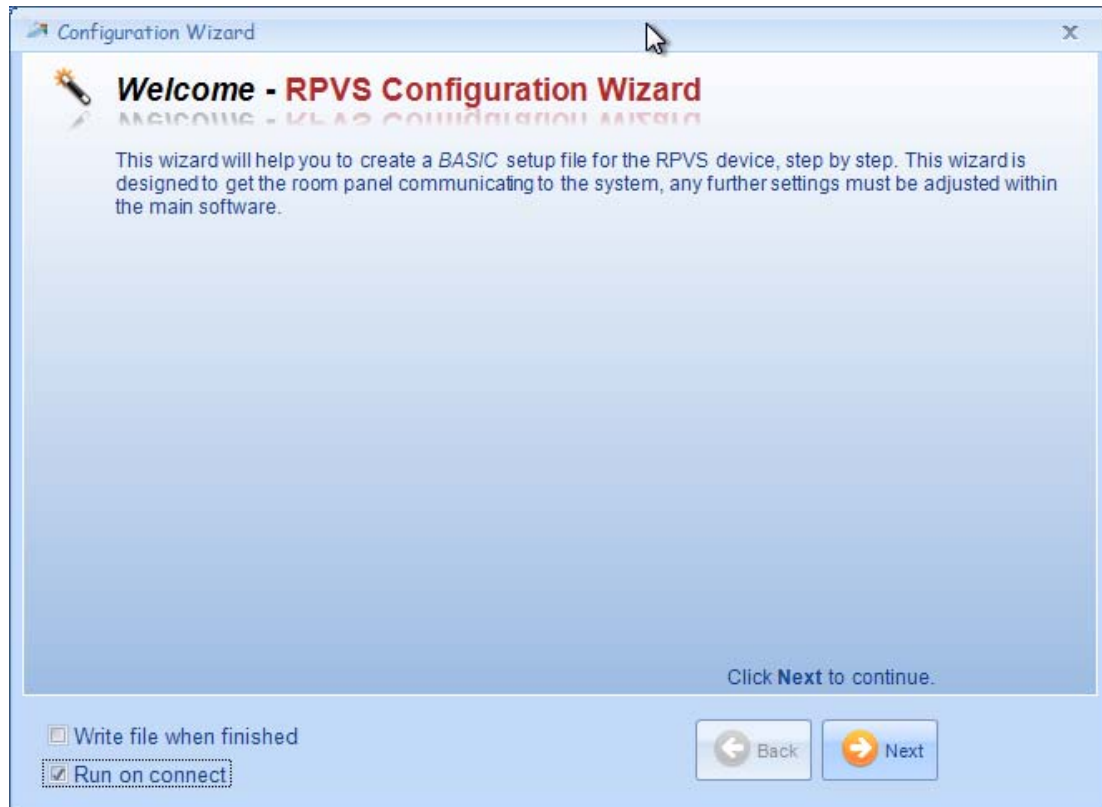 Configuration Wizard
Welcome - RPVS Configuration Wizard
This wizard will help you to create a BASIC setup file for the RPVS device, step by step. This wizard is
designed to get the room panel communicating to the system, any further settings must be adjusted within
the main software.
Click Next to continue.
Write file when finished
Run on connect
Back
Next